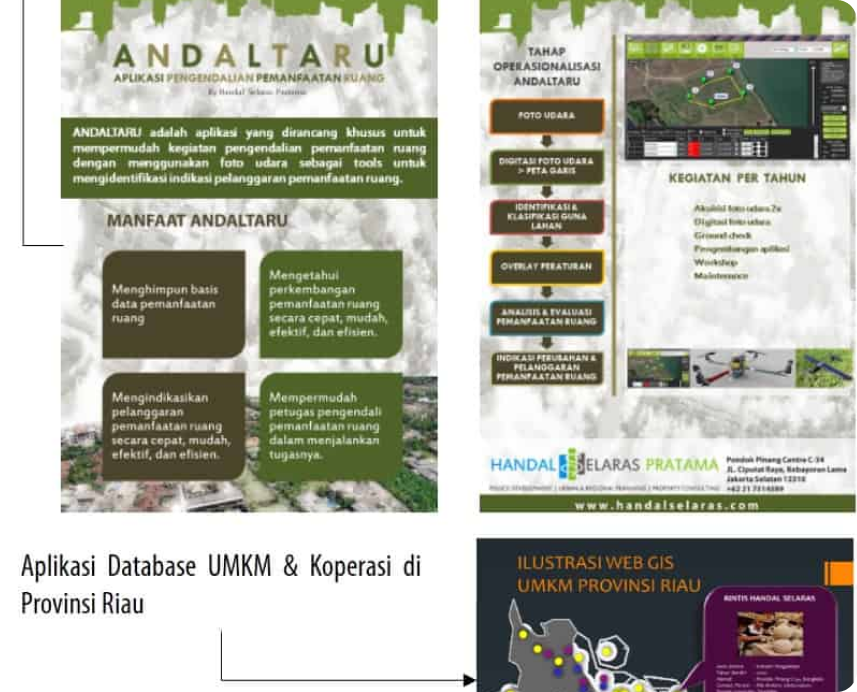 ANDALTARU
APLIKASI PENGENDALIAN PEMANFAATAN RUANG
By Handal Selaras Pratama
ANDALTARU adalah aplikasi yang dirancang khusus untuk
mempermudah kegiatan pengendalian pemanfaatan ruang
dengan menggunakan foto udara sebagai tools untuk
mengidentifikasi indikasi pelanggaran pemanfaatan ruang.
MANFAAT ANDALTARU
Menghimpun basis
data pemanfaatan
ruang
Mengetahui
perkembangan
pemanfaatan ruang
secara cepat, mudah,
efektif, dan efisien.
Mengindikasikan
pelanggaran
pemanfaatan ruang
secara cepat, mudah,
efektif, dan efisien.
Mempermudah
petugas pengendali
pemanfaatan ruang
dalam menjalankan
tugasnya.
TAHAP
OPERASIONALISASI
ANDALTARU
FOTO UDARA
DIGITASI FOTO UDARA
> PETA GARIS
IDENTIFIKASI &
KLASIFIKASI GUNA
LAHAN
OVERLAY PERATURAN
ANALISIS & EVALUASI
PEMANFAATAN RUANG
INDIKASI PERUBAHAN &
PELANGGARAN
PEMANFAATAN RUANG
KEGIATAN PER TAHUN
Akuisisi foto udara 2x
Digitasi foto udara
Ground check
Pengembangan aplikasi
Workshop
Maintenance
HANDAL SELARAS PRATAMA
POLICY DEVELOPMENT | URBAN & REGIONAL PLANNING | PROPERTY CONSULTING
Pondok Pinang Centre C-34
JL. Ciputat Raya, Kebayoran Lama
Jakarta Selatan 12310
www.handalselaras.com
Aplikasi Database UMKM & Koperasi di
Provinsi Riau
ILUSTRASI WEB GIS
UMKM PROVINSI RIAU
RINTIS HANDAL SELARAS